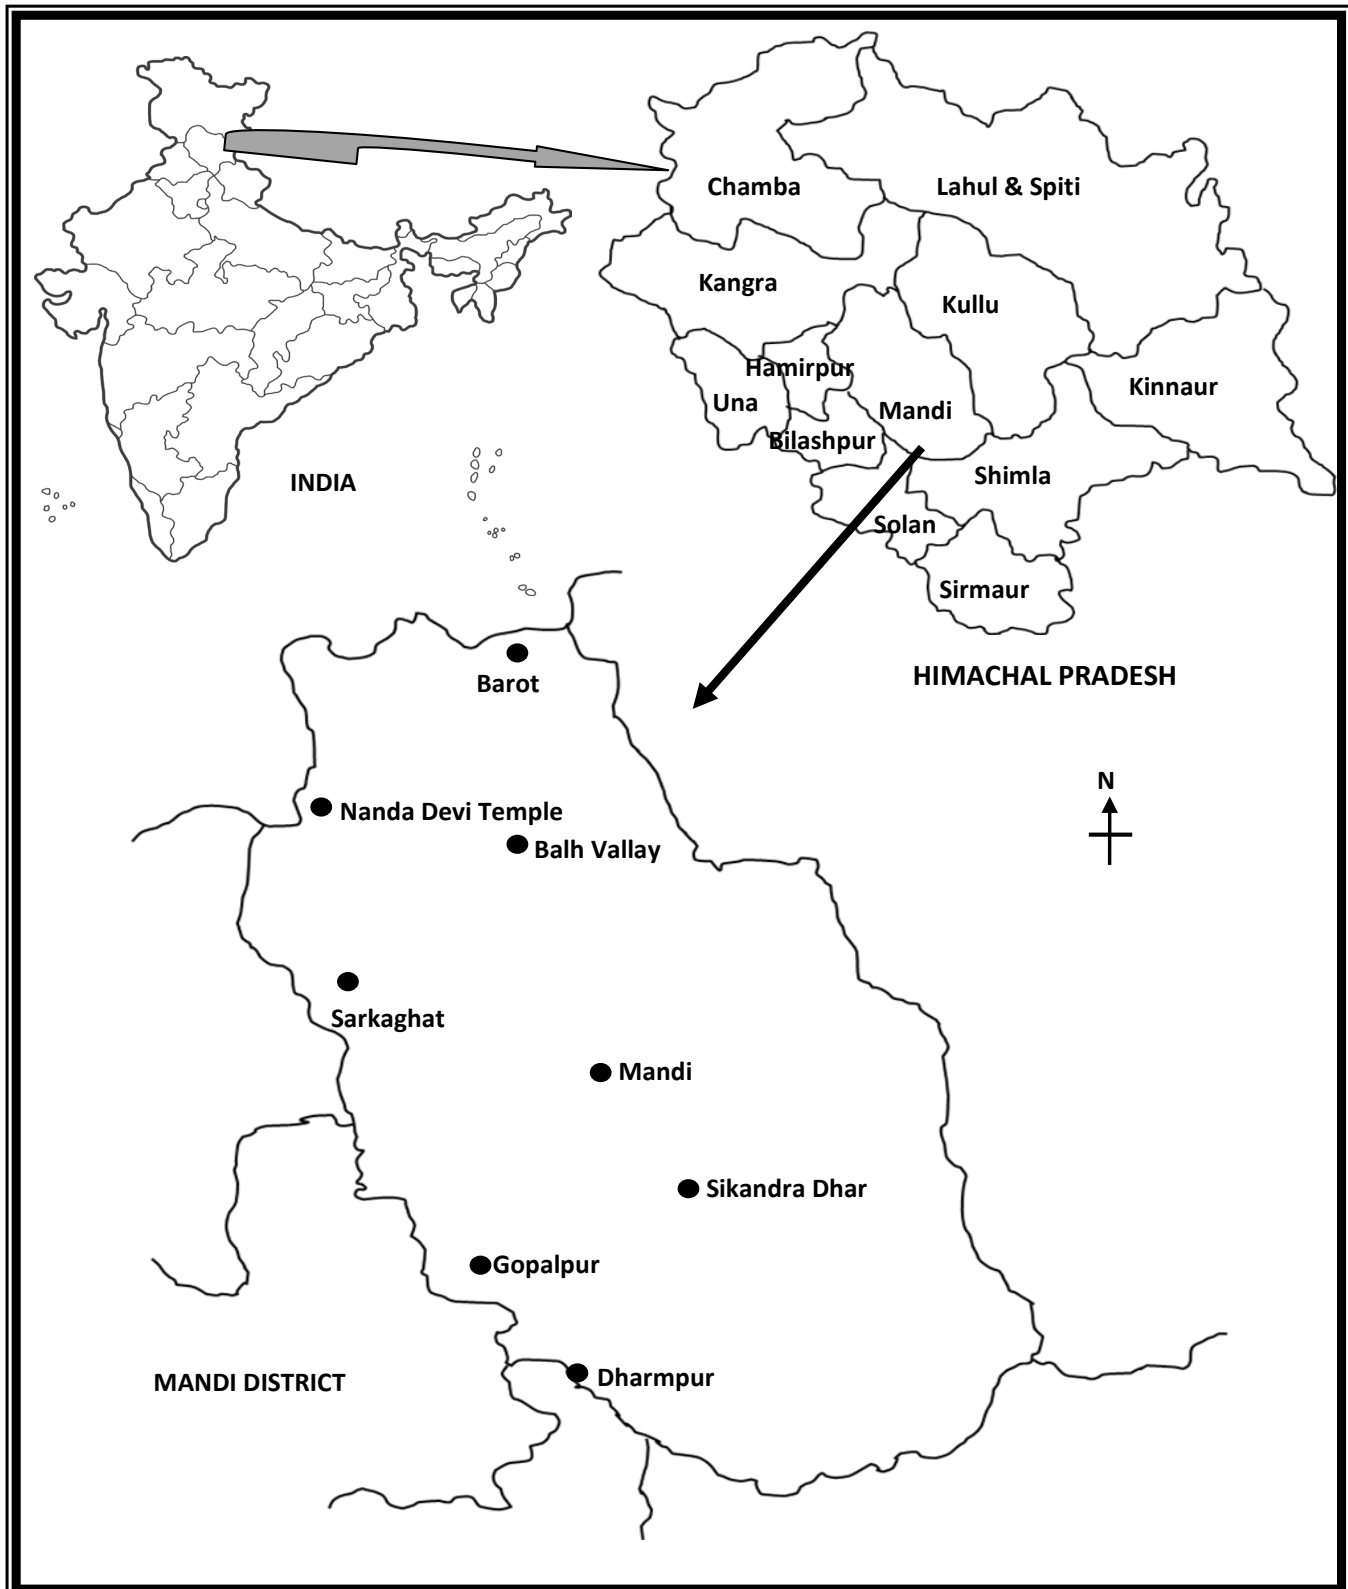 Chamba
Lahul & Spiti
Kangra
Kullu
Hamirpur
Una
Mandi
Kinnaur
Bilashpur
Shimla
INDIA
Solan
Sirmaur
HIMACHAL PRADESH
Barot
N
Nanda Devi Temple
Balh Vallay
Sarkaghat
Mandi
Sikandra Dhar
Gopalpur
Dharmpur
MANDI DISTRICT